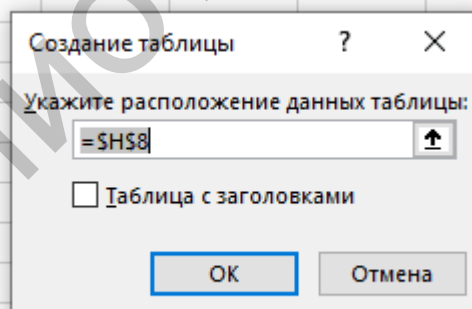 Создание таблицы ? ×
Укажите расположение данных таблицы:
=$H$8
Таблица с заголовками
ОК Отмена